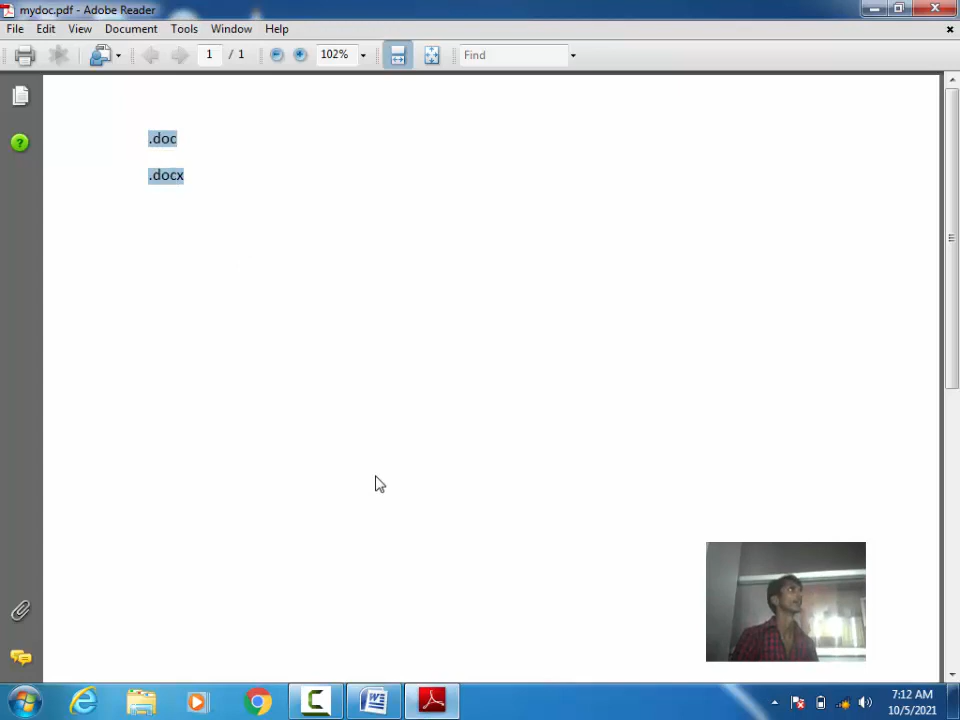 mydoc.pdf - Adobe Reader
File Edit View Document Tools Window Help
1 / 1 102% Find
.doc
.docx
7:12 AM
10/5/2021